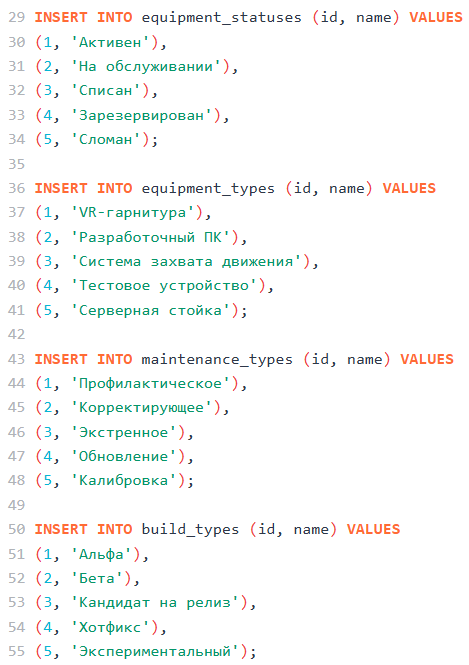 29 INSERT INTO equipment_statuses (id, name) VALUES
30 (1, 'Активен'),
31 (2, 'На обслуживании'),
32 (3, 'Списан'),
33 (4, 'Зарезервирован'),
34 (5, 'Сломан');
35
36 INSERT INTO equipment_types (id, name) VALUES
37 (1, 'VR-гарнитура'),
38 (2, 'Разработочный ПК'),
39 (3, 'Система захвата движения'),
40 (4, 'Тестовое устройство'),
41 (5, 'Серверная стойка');
42
43 INSERT INTO maintenance_types (id, name) VALUES
44 (1, 'Профилактическое'),
45 (2, 'Корректирующее'),
46 (3, 'Экстренное'),
47 (4, 'Обновление'),
48 (5, 'Калибровка');
49
50 INSERT INTO build_types (id, name) VALUES
51 (1, 'Альфа'),
52 (2, 'Бета'),
53 (3, 'Кандидат на релиз'),
54 (4, 'Хотфикс'),
55 (5, 'Экспериментальный');